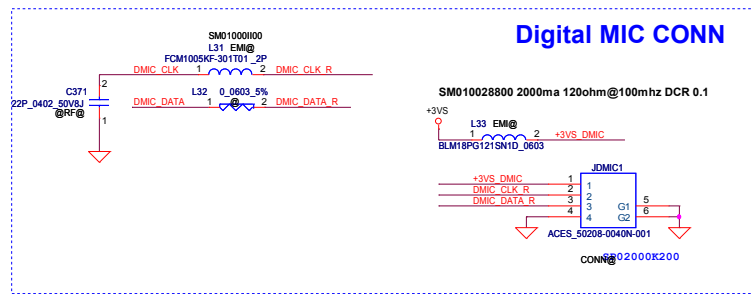 Digital MIC CONN
SM01000II00
L31 EMI@
FCM1005KF-301T01 _2P
DMIC_CLK 1 2 DMIC_CLK_R
L32 0_0603_5%
DMIC_DATA 1 @ 2 DMIC_DATA_R
2
C371
22P_0402_50V8J
@RF@
1
SM010028800 2000ma 120ohm@100mhz DCR 0.1
+3VS
L33 EMI@
1 2 +3VS_DMIC
BLM18PG121SN1D_0603
JDMIC1
+3VS_DMIC 1 1
DMIC_CLK_R 2 2
DMIC_DATA_R 3 3 G1 5
4 4 G2 6
ACES_50208-0040N-001
CONN@ SP02000K200